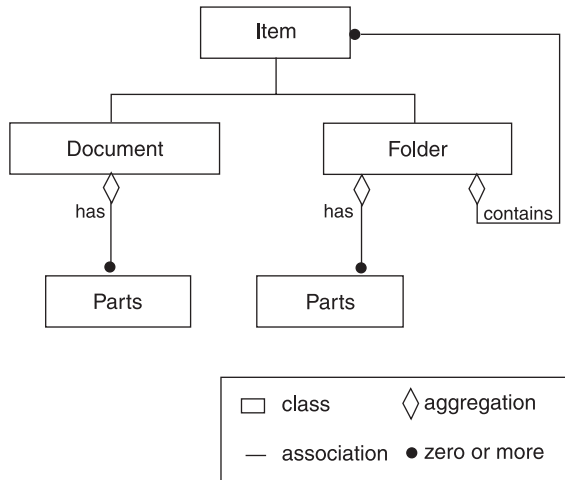 Item
Document
Folder
has
has
contains
Parts
Parts
class
aggregation
association
zero or more